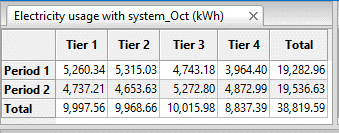 Electricity usage with system_Oct (kWh)
Tier 1 Tier 2 Tier 3 Tier 4 Total
Period 1 5,260.34 5,315.03 4,743.18 3,964.40 19,282.96
Period 2 4,737.21 4,653.63 5,272.80 4,872.99 19,536.63
Total 9,997.56 9,968.66 10,015.98 8,837.39 38,819.59